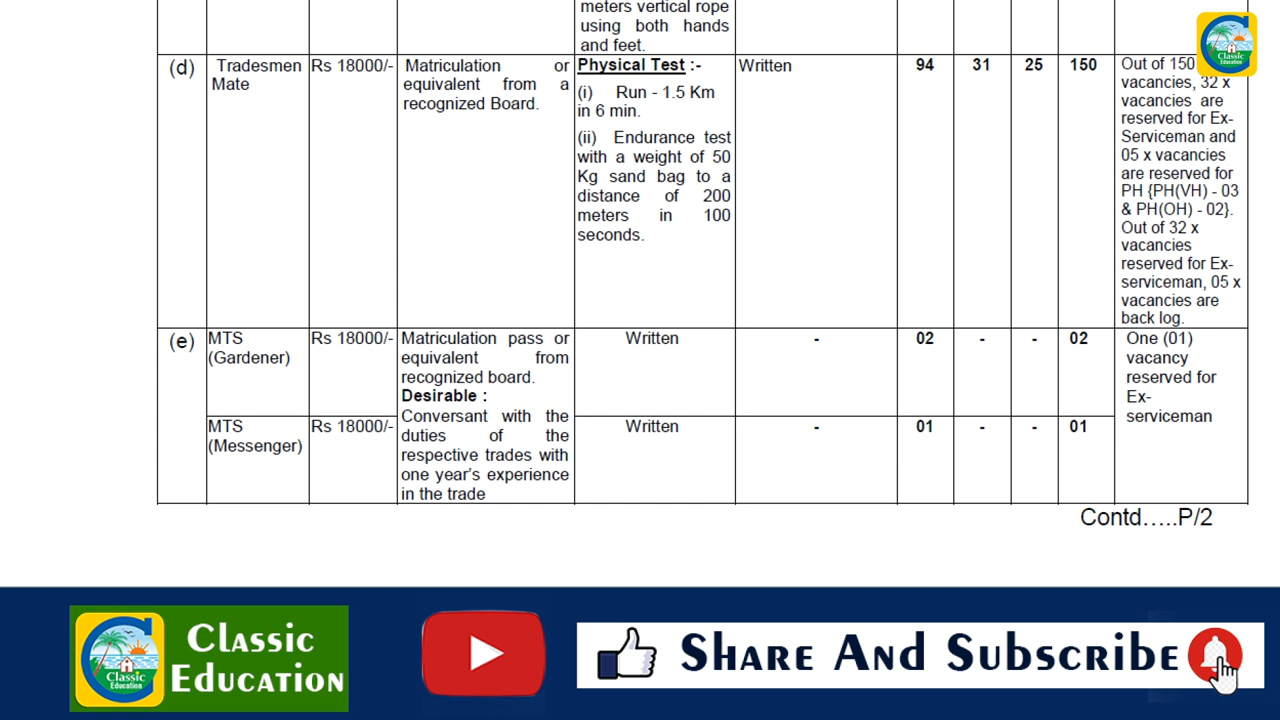 meters vertical rope
using both hands
and feet.
(d)
Tradesmen
Mate
Rs 18000/-
Matriculation or
equivalent from a
recognized Board.
Physical Test :-
(i) Run - 1.5 Km
in 6 min.
(ii) Endurance test
with a weight of 50
Kg sand bag to a
distance of 200
meters in 100
seconds.
Written
94
31
25
150
Out of 150
vacancies, 32 x
vacancies are
reserved for Ex-
Serviceman and
05 x vacancies
are reserved for
PH {PH(VH) - 03
& PH(OH) - 02}.
Out of 32 x
vacancies
reserved for Ex-
serviceman, 05 x
vacancies are
back log.
(e)
MTS
(Gardener)
Rs 18000/-
Matriculation pass or
equivalent from
recognized board.
Desirable :
Conversant with the
duties of the
respective trades with
one year's experience
in the trade
Written
-
02
-
-
02
One (01)
vacancy
reserved for
Ex-
serviceman
MTS
(Messenger)
Rs 18000/-
Written
-
01
-
-
01
Contd…..P/2
Classic
Education
Classic
Education
Classic
Education
Share And Subscribe